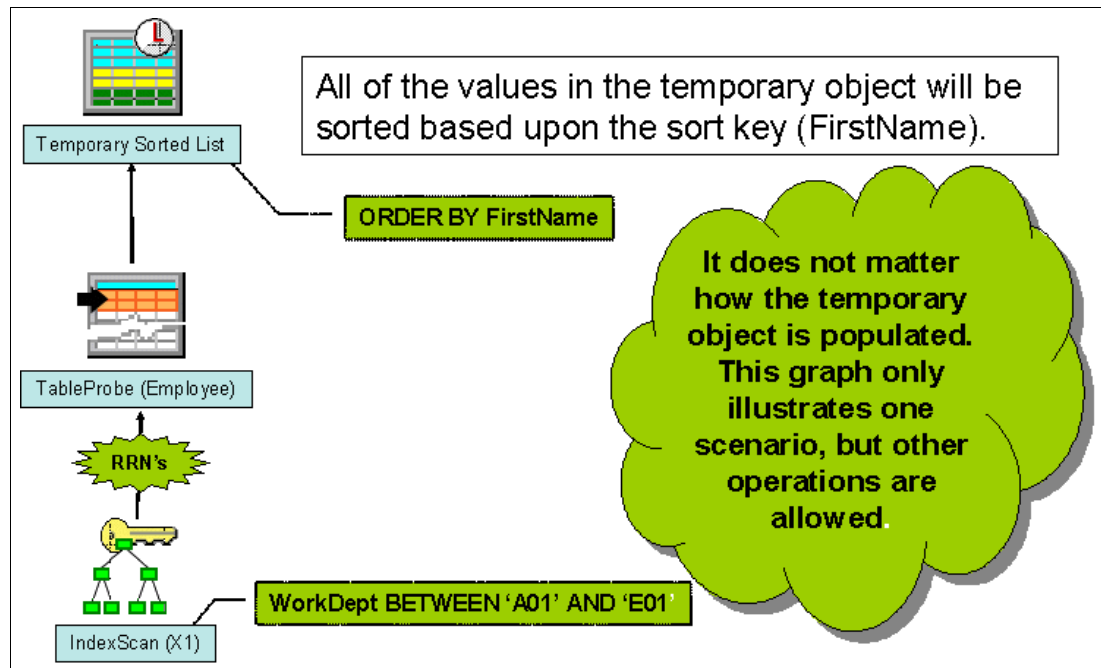 L
All of the values in the temporary object will be
sorted based upon the sort key (FirstName).
Temporary Sorted List
ORDER BY FirstName
It does not matter
how the temporary
object is populated.
This graph only
illustrates one
scenario, but other
operations are
allowed.
TableProbe (Employee)
RRN's
WorkDept BETWEEN ‘A01’ AND ‘E01’
IndexScan (X1)